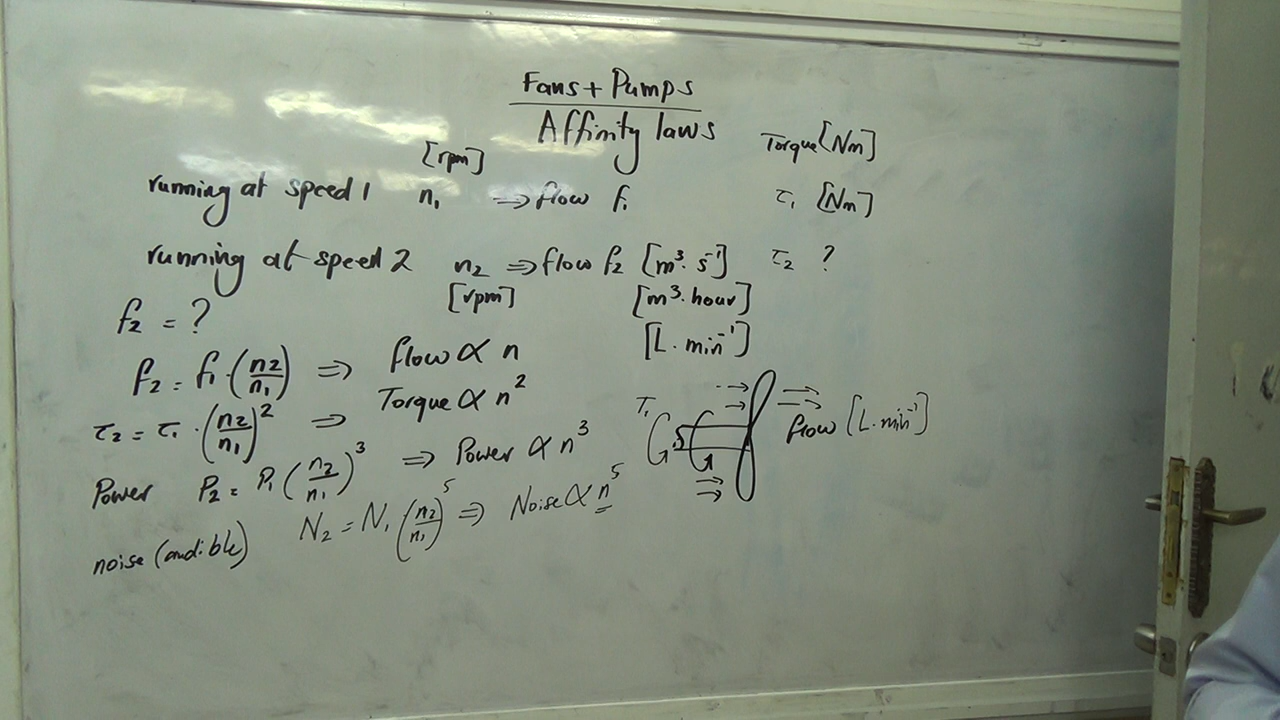 Fans + Pumps
Affinity laws
[rpm] Torque [Nm]
running at speed 1 n₁ ⇒ flow f₁ τ₁ [Nm]
running at speed 2 n₂ ⇒ flow f₂ [m³·s⁻¹] τ₂ ?
[rpm] [m³·hour]
f₂ = ? [L·min⁻¹]
f₂ = f₁·(n₂/n₁) ⇒ flow ∝ n
τ₂ = τ₁·(n₂/n₁)² ⇒ Torque ∝ n²
Power P₂ = P₁(n₂/n₁)³ ⇒ Power ∝ n³
noise (audible) N₂ = N₁(n₂/n₁)⁵ ⇒ Noise ∝ n⁵
T₁
flow [L·min⁻¹]